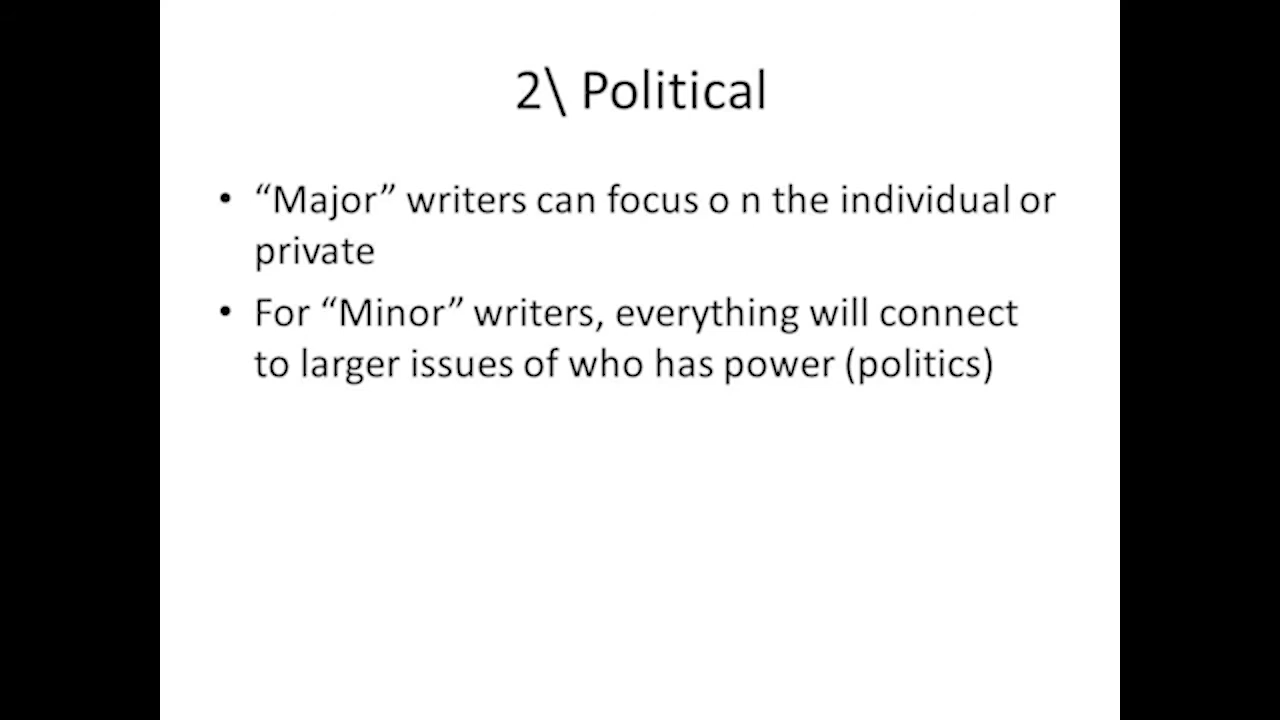 2\ Political
• “Major” writers can focus o n the individual or
private
• For “Minor” writers, everything will connect
to larger issues of who has power (politics)